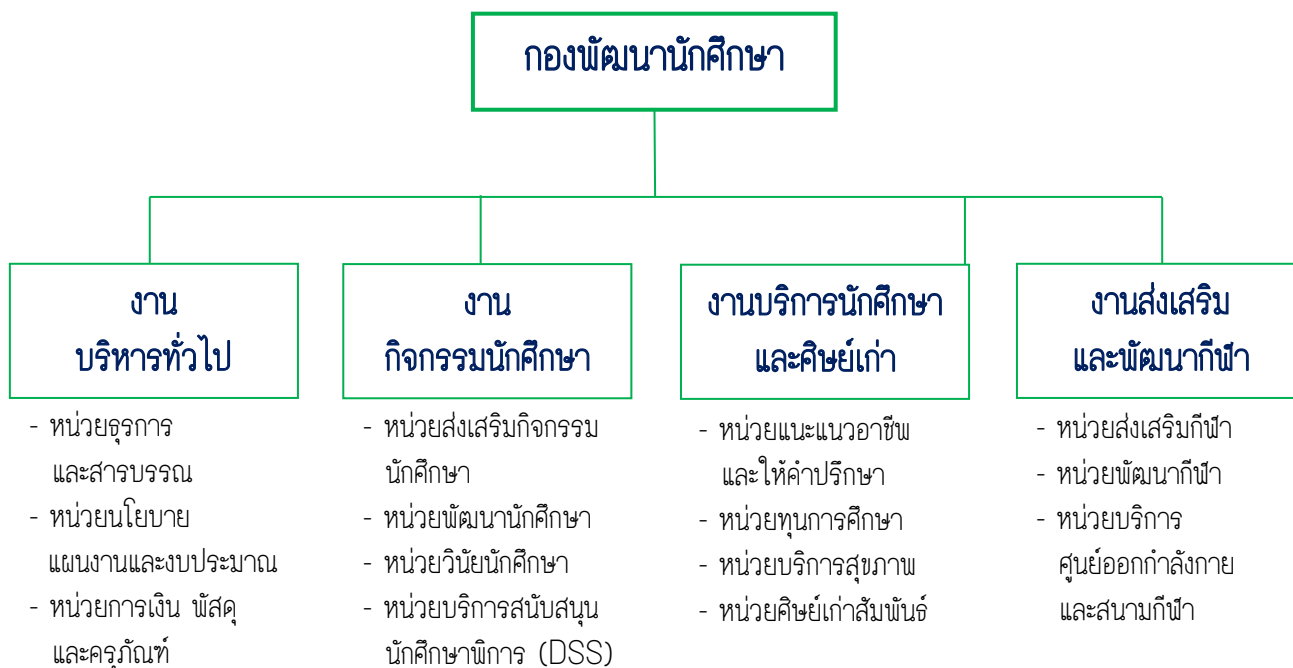 กองพัฒนานักศึกษา
งาน
บริหารทั่วไป
- หน่วยธุรการ
และสารบรรณ
- หน่วยนโยบาย
แผนงานและงบประมาณ
- หน่วยการเงิน พัสดุ
และครุภัณฑ์
งาน
กิจกรรมนักศึกษา
- หน่วยส่งเสริมกิจกรรม
นักศึกษา
- หน่วยพัฒนานักศึกษา
- หน่วยวินัยนักศึกษา
- หน่วยบริการสนับสนุน
นักศึกษาพิการ (DSS)
งานบริการนักศึกษา
และศิษย์เก่า
- หน่วยแนะแนวอาชีพ
และให้คำปรึกษา
- หน่วยทุนการศึกษา
- หน่วยบริการสุขภาพ
- หน่วยศิษย์เก่าสัมพันธ์
งานส่งเสริม
และพัฒนากีฬา
- หน่วยส่งเสริมกีฬา
- หน่วยพัฒนากีฬา
- หน่วยบริการ
ศูนย์ออกกำลังกาย
และสนามกีฬา